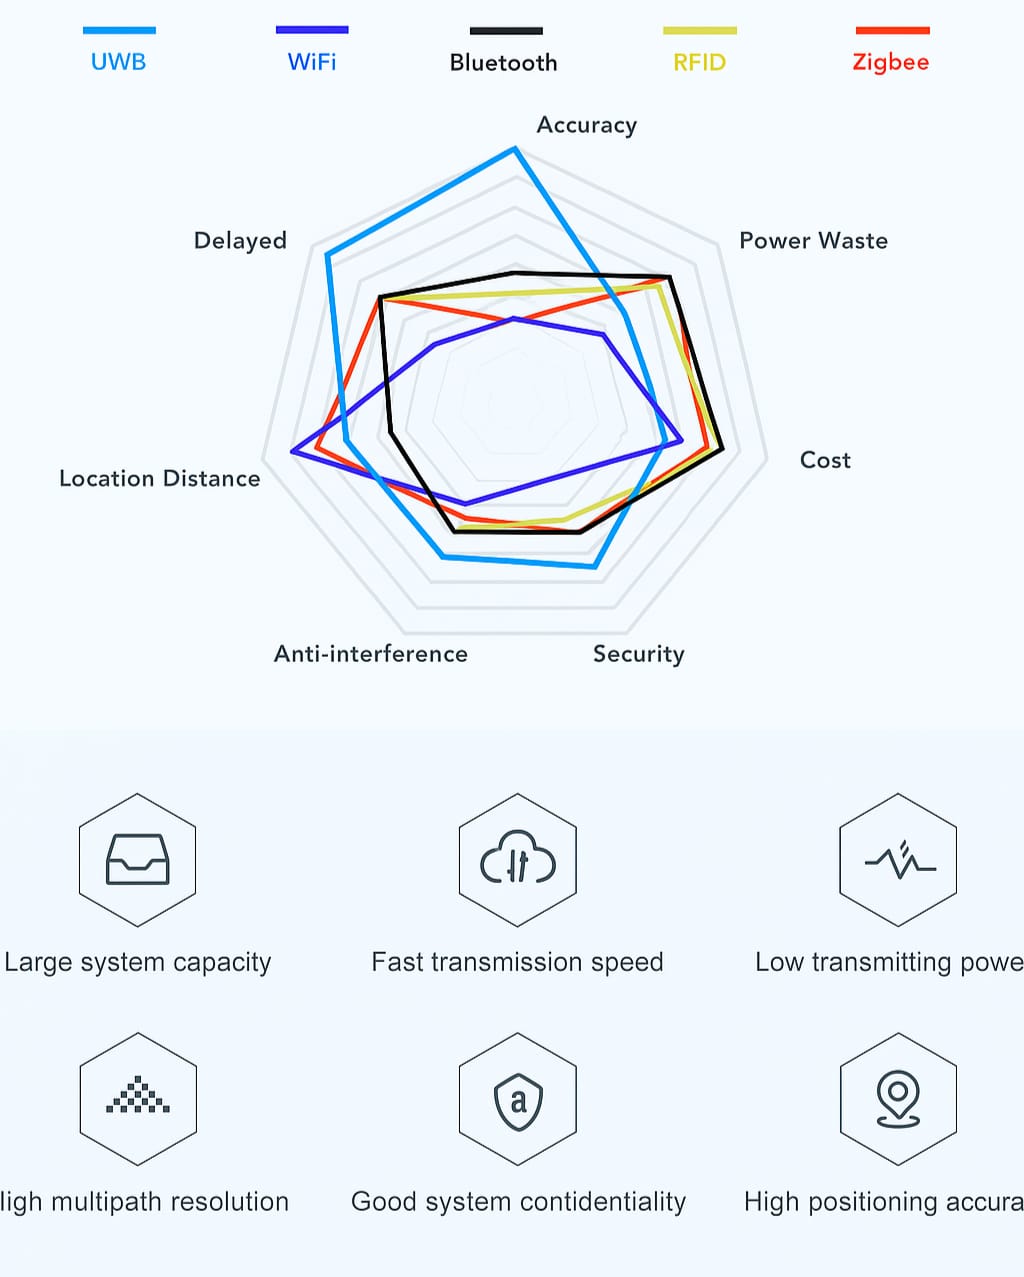 UWB WiFi Bluetooth RFID Zigbee
Accuracy
Delayed Power Waste
Cost
Location Distance
Anti-interference Security
Large system capacity Fast transmission speed Low transmitting powe
ligh multipath resolution Good system contidentiality High positioning accura